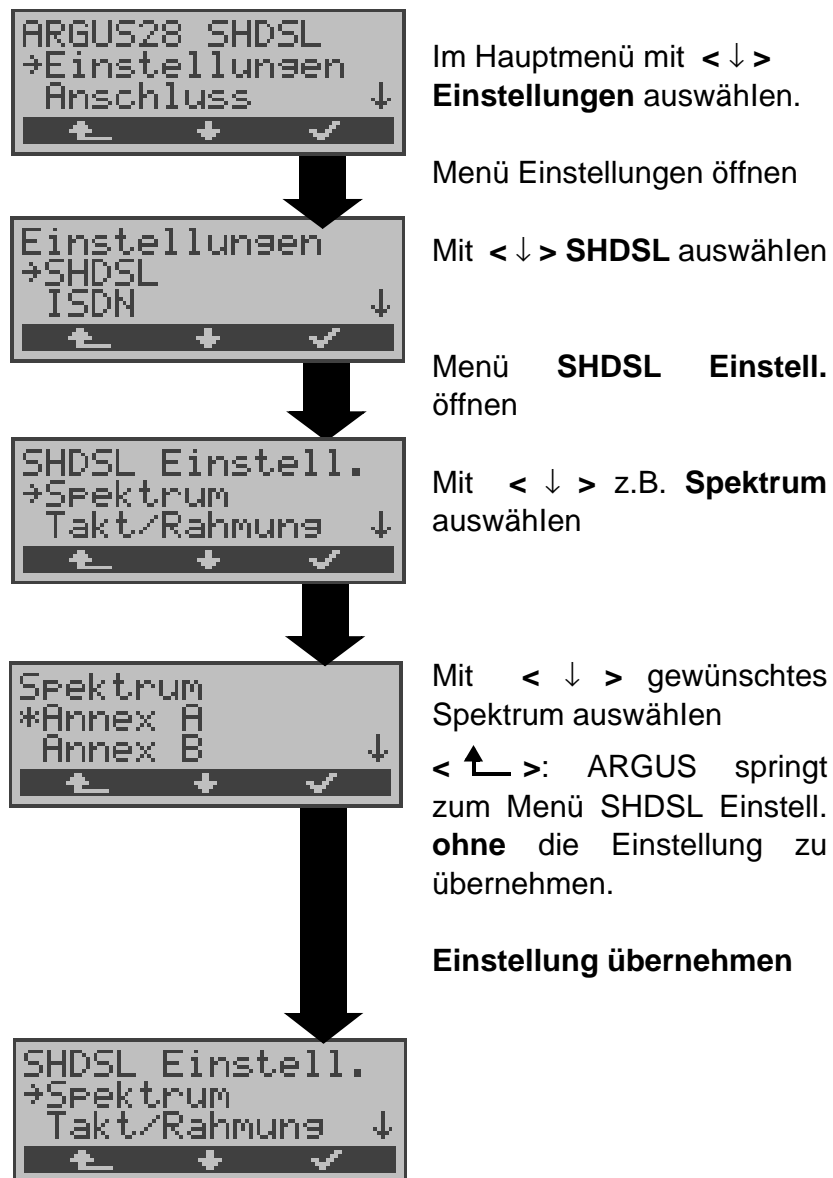 ARGUS28 SHDSL
→Einstellungen
Anschluss ↓
Im Hauptmenü mit < ↓ >
Einstellungen auswählen.
Menü Einstellungen öffnen
Einstellungen
→SHDSL
ISDN ↓
Mit < ↓ > SHDSL auswählen
Menü SHDSL Einstell.
öffnen
SHDSL Einstell.
→Spektrum
Takt/Rahmung ↓
Mit < ↓ > z.B. Spektrum
auswählen
Spektrum
*Annex A
Annex B ↓
Mit < ↓ > gewünschtes
Spektrum auswählen
< ↰ >: ARGUS springt
zum Menü SHDSL Einstell.
ohne die Einstellung zu
übernehmen.
Einstellung übernehmen
SHDSL Einstell.
→Spektrum
Takt/Rahmung ↓